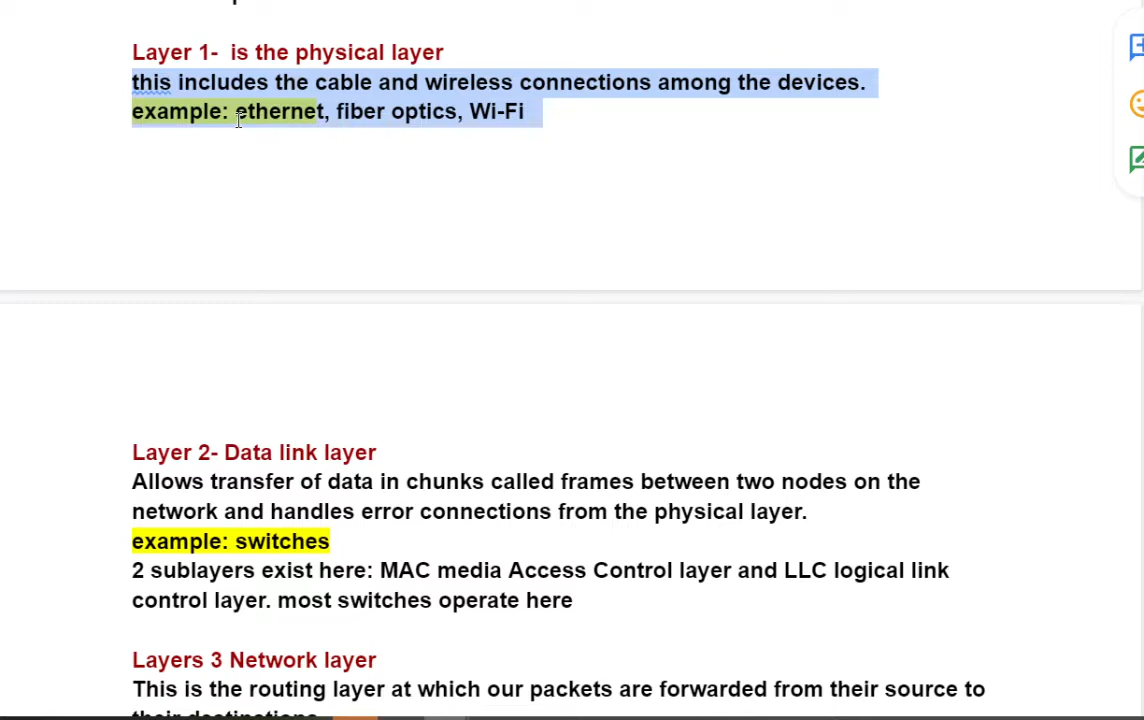 Layer 1-  is the physical layer
this includes the cable and wireless connections among the devices.
example: ethernet, fiber optics, Wi-Fi
Layer 2- Data link layer
Allows transfer of data in chunks called frames between two nodes on the
network and handles error connections from the physical layer.
example: switches
2 sublayers exist here: MAC media Access Control layer and LLC logical link
control layer. most switches operate here
Layers 3 Network layer
This is the routing layer at which our packets are forwarded from their source to
their destinations